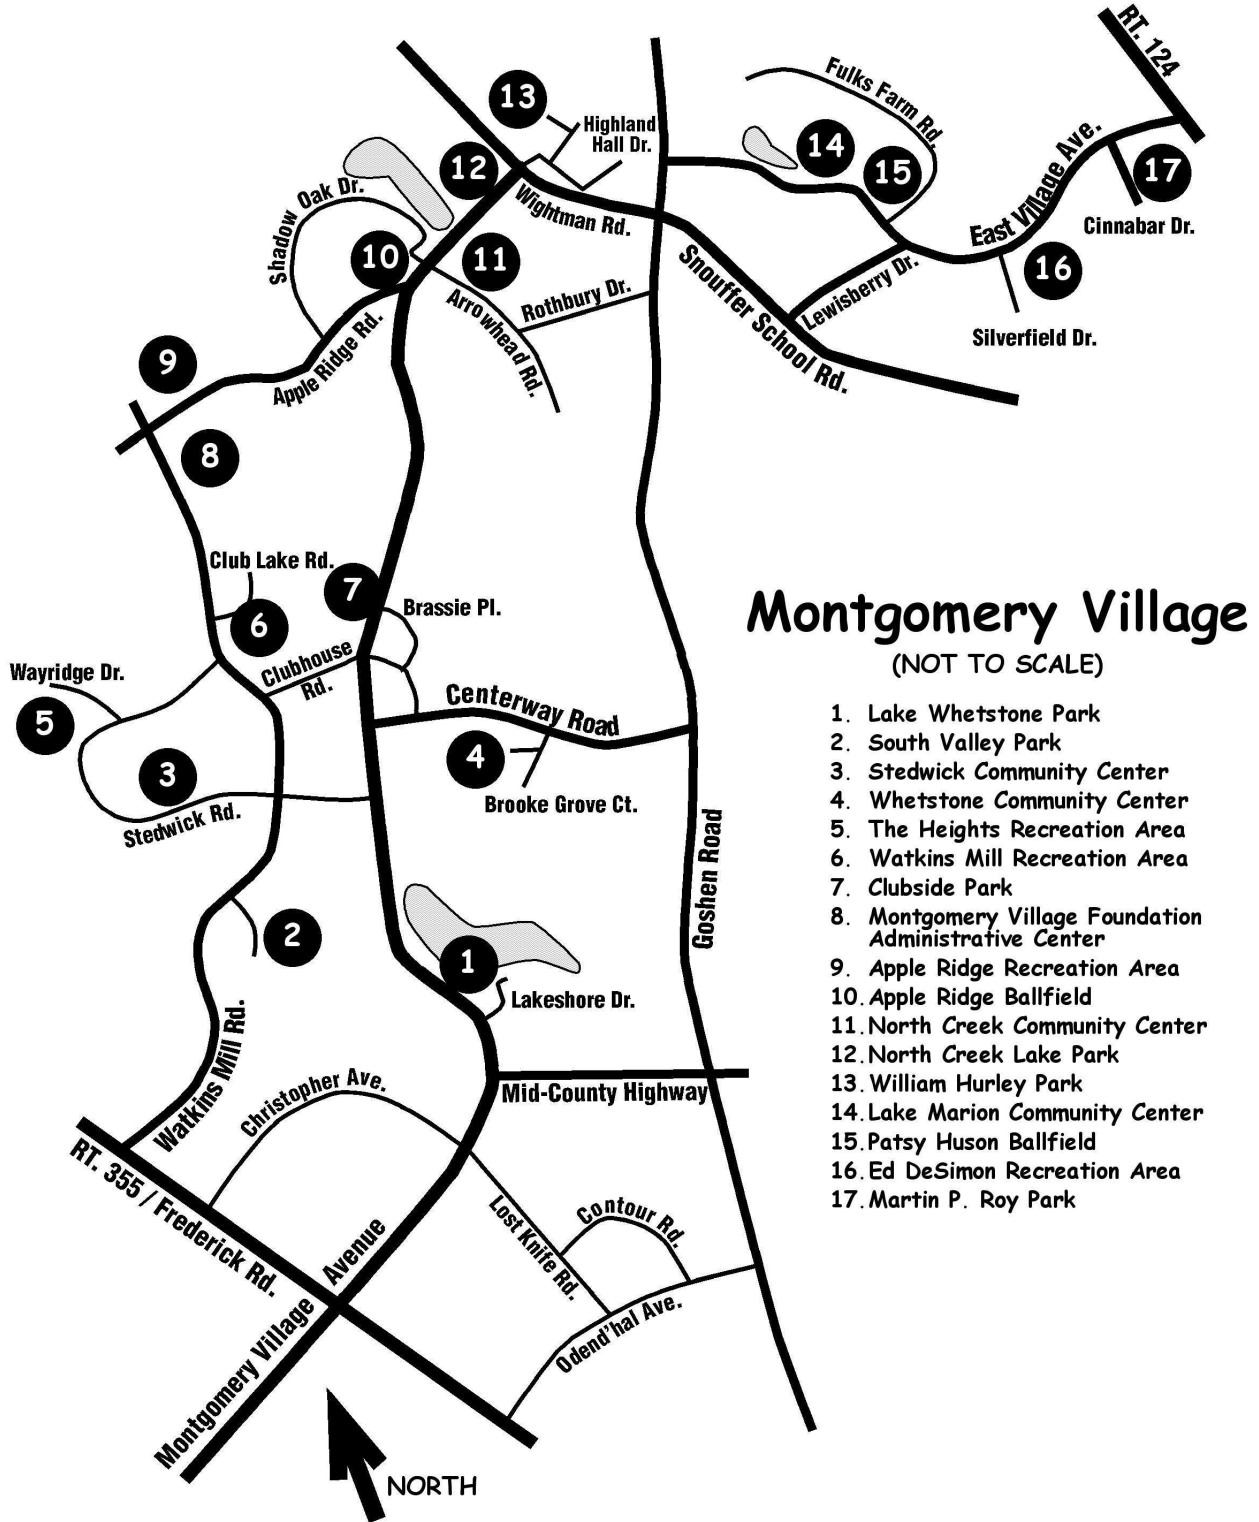 RT. 124
Fulks Farm Rd.
13
Highland
Hall Dr.
14
12
15
17
East Village Ave.
Shadow Oak Dr.
Wightman Rd.
Cinnabar Dr.
10
11
16
Snouffer School Rd.
Lewisberry Dr.
Rothbury Dr.
Arrowhead Rd.
Silverfield Dr.
9
Apple Ridge Rd.
8
Club Lake Rd.
7
Brassie Pl.
6
Clubhouse
Rd.
Wayridge Dr.
5
Centerway Road
4
3
Brooke Grove Ct.
Stedwick Rd.
Goshen Road
2
1
Lakeshore Dr.
Watkins Mill Rd.
Christopher Ave.
Mid-County Highway
RT. 355 / Frederick Rd.
Lost Knife Rd.
Contour Rd.
Odend'hal Ave.
Montgomery Village Avenue
NORTH
Montgomery Village
(NOT TO SCALE)
1. Lake Whetstone Park
2. South Valley Park
3. Stedwick Community Center
4. Whetstone Community Center
5. The Heights Recreation Area
6. Watkins Mill Recreation Area
7. Clubside Park
8. Montgomery Village Foundation
Administrative Center
9. Apple Ridge Recreation Area
10. Apple Ridge Ballfield
11. North Creek Community Center
12. North Creek Lake Park
13. William Hurley Park
14. Lake Marion Community Center
15. Patsy Huson Ballfield
16. Ed DeSimon Recreation Area
17. Martin P. Roy Park